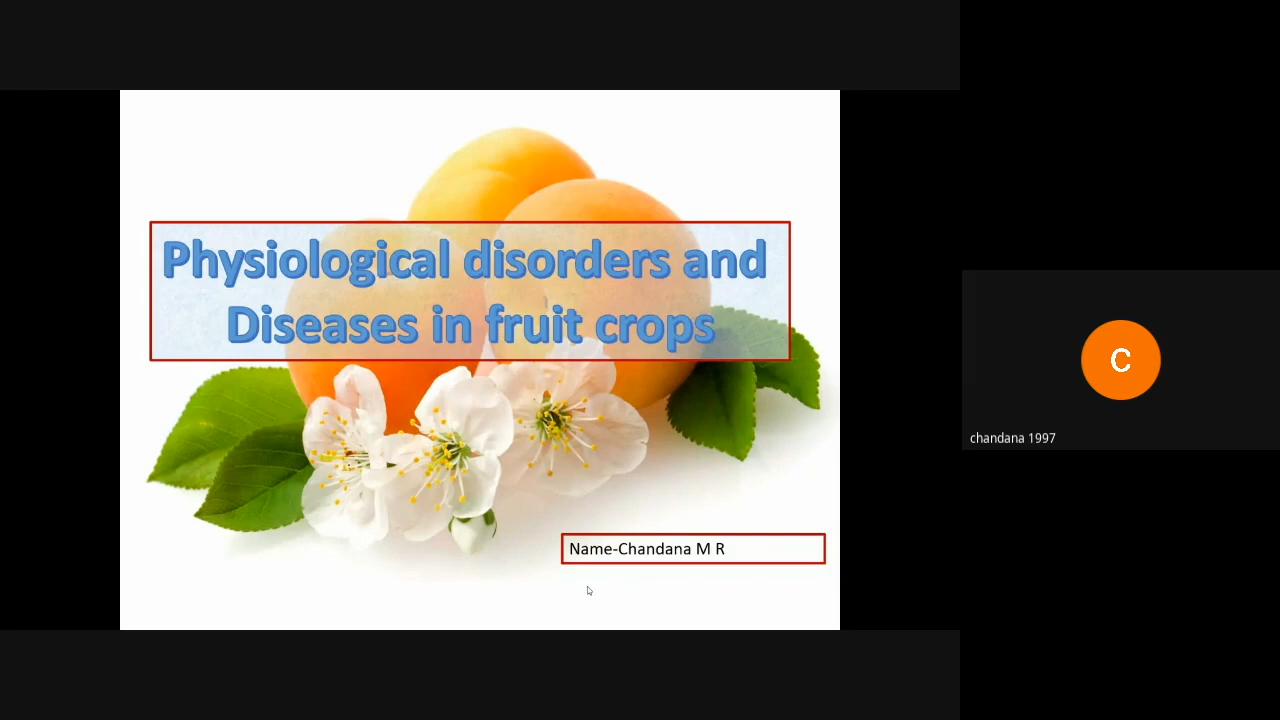 Physiological disorders and
Diseases in fruit crops
Name-Chandana M R
C
chandana 1997